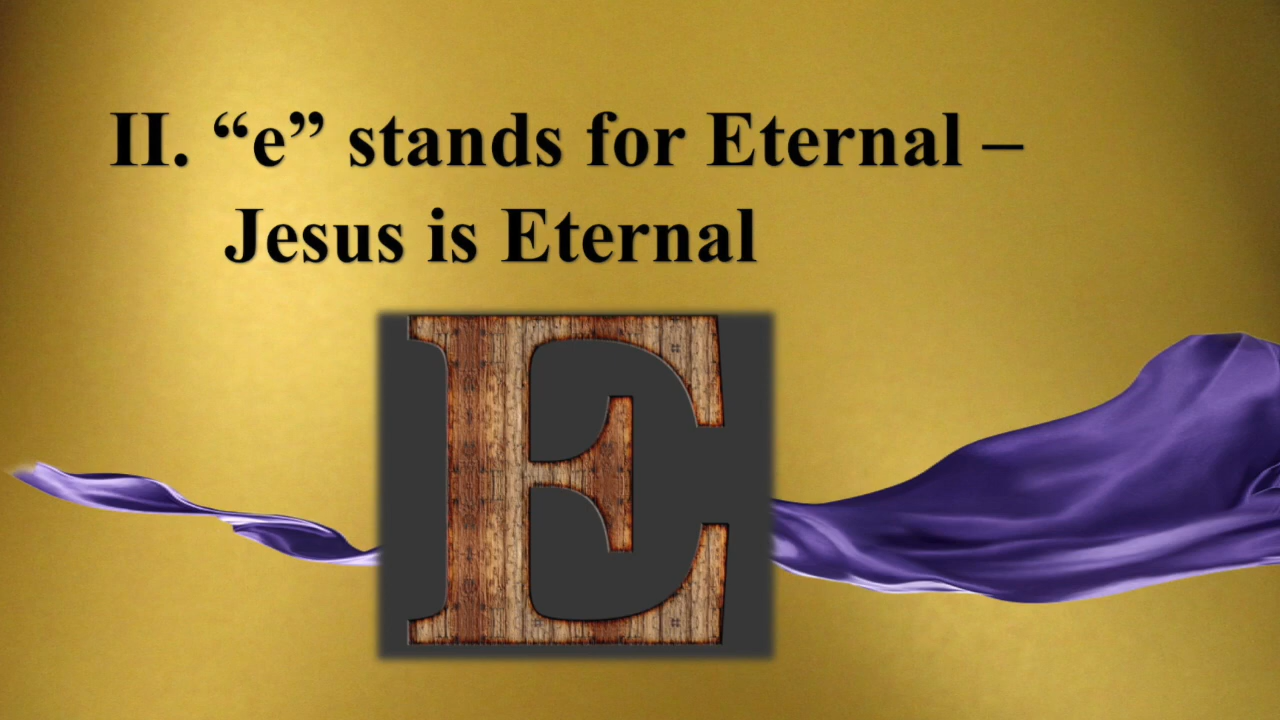 II. “e” stands for Eternal –
Jesus is Eternal
E